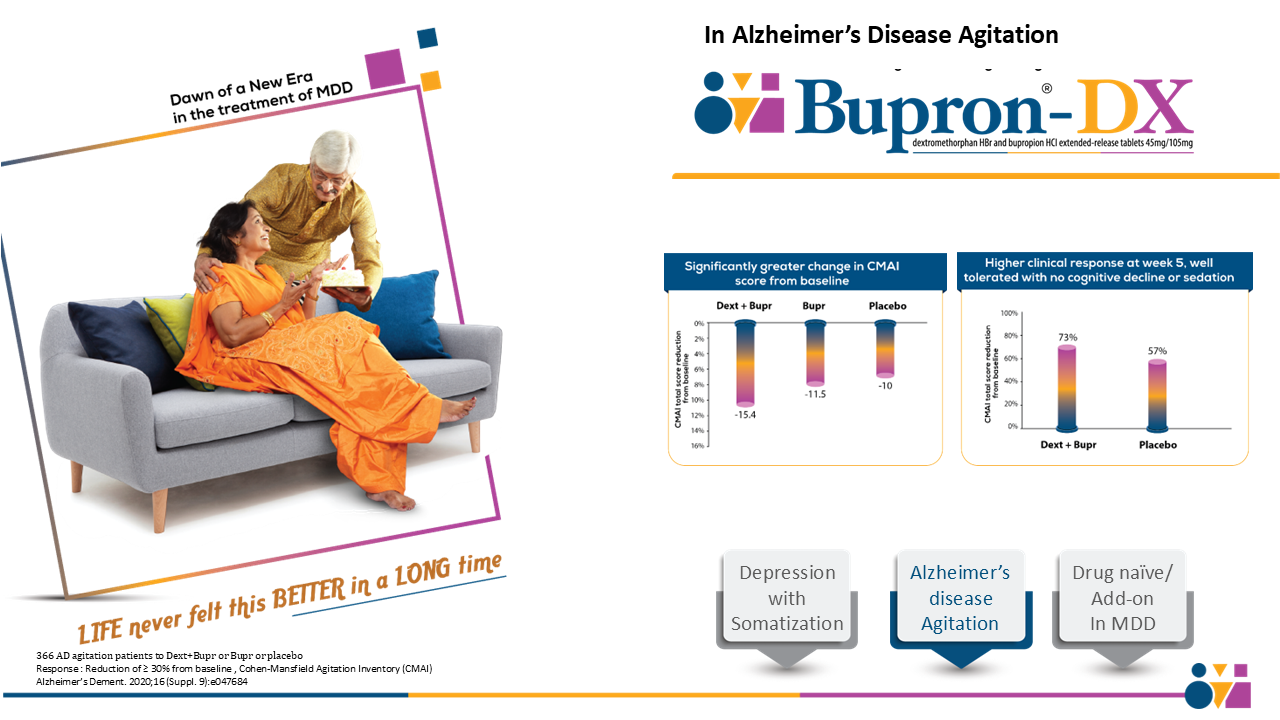 Dawn of a New Era
in the treatment of MDD
LIFE never felt this BETTER in a LONG time
366 AD agitation patients to Dext+Bupr or Bupr or placebo
Response : Reduction of ≥ 30% from baseline , Cohen-Mansfield Agitation Inventory (CMAI)
Alzheimer's Dement. 2020;16 (Suppl. 9):e047684
In Alzheimer's Disease Agitation
Bupron®-DX
dextromethorphan HBr and bupropion HCl extended-release tablets 45mg/105mg
Significantly greater change in CMAI
score from baseline
Dext + Bupr Bupr Placebo
CMAI total score reduction
from baseline
0%
2%
4%
6%
8%
10%
12%
14%
16%
-15.4
-11.5
-10
Higher clinical response at week 5, well
tolerated with no cognitive decline or sedation
CMAI total score reduction
from baseline
100%
80%
60%
40%
20%
0%
73%
57%
Dext + Bupr Placebo
Depression
with
Somatization
Alzheimer's
disease
Agitation
Drug naïve/
Add-on
In MDD